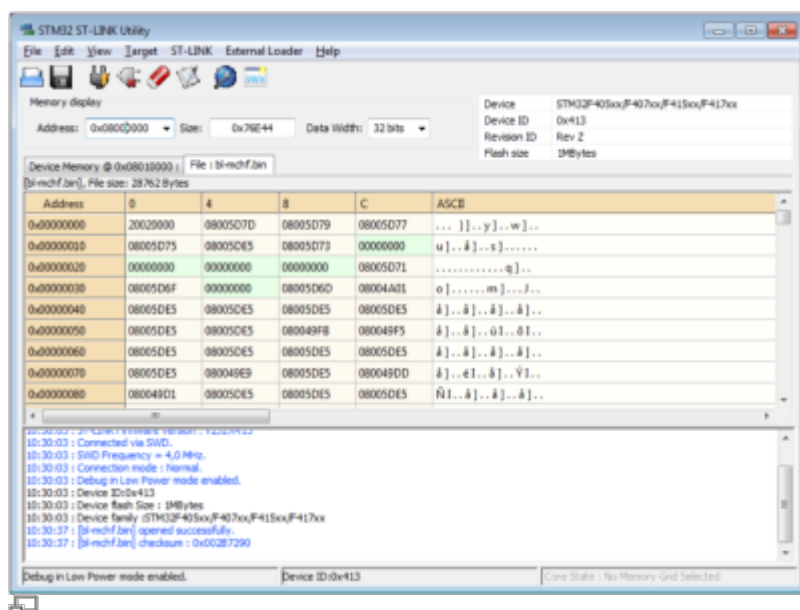 STM32 ST-LINK Utility
File Edit View Target ST-LINK External Loader Help
Memory display
Address: 0x08000000 Size: 0x76E44 Data Width: 32 bits
Device STM32F405xx/F407xx/F415xx/F417xx
Device ID 0x413
Revision ID Rev Z
Flash size 1MBytes
Device Memory @ 0x08010000 : File : bl-mchf.bin
[bl-mchf.bin], File size: 28762 Bytes
Address 0 4 8 C ASCII
0x00000000 20020000 08005D7D 08005D79 08005D77 ... }]..y]..w]..
0x00000010 08005D75 08005DE5 08005D73 00000000 u]..å]..s]......
0x00000020 00000000 00000000 00000000 08005D71 ............q]..
0x00000030 08005D6F 00000000 08005D6D 08004A01 o]......m]...J..
0x00000040 08005DE5 08005DE5 08005DE5 08005DE5 å]..å]..å]..å]..
0x00000050 08005DE5 08005DE5 080049FB 080049F5 å]..å]..ûI..õI..
0x00000060 08005DE5 08005DE5 08005DE5 08005DE5 å]..å]..å]..å]..
0x00000070 08005DE5 080049E9 08005DE5 080049DD å]..éI..å]..ÝI..
0x00000080 080049D1 08005DE5 08005DE5 08005DE5 ÑI..å]..å]..å]..
10:30:03 : Connected via SWD.
10:30:03 : SWD Frequency = 4,0 MHz.
10:30:03 : Connection mode : Normal.
10:30:03 : Debug in Low Power mode enabled.
10:30:03 : Device ID:0x413
10:30:03 : Device flash Size : 1MBytes
10:30:03 : Device family :STM32F405xx/F407xx/F415xx/F417xx
10:30:37 : [bl-mchf.bin] opened successfully.
10:30:37 : [bl-mchf.bin] checksum : 0x002B7290
Debug in Low Power mode enabled. Device ID:0x413 Core State : No Memory Grid Selected